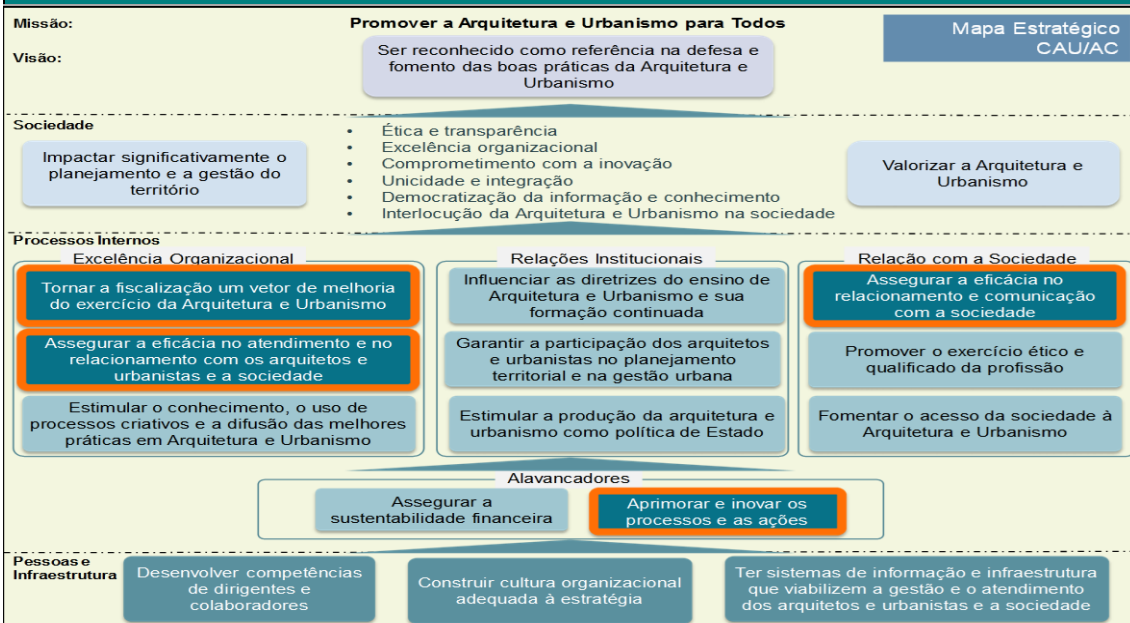 Missão:
Promover a Arquitetura e Urbanismo para Todos
Mapa Estratégico
CAU/AC
Visão:
Ser reconhecido como referência na defesa e
fomento das boas práticas da Arquitetura e
Urbanismo
Sociedade
Impactar significativamente o
planejamento e a gestão do
território
• Ética e transparência
• Excelência organizacional
• Comprometimento com a inovação
• Unicidade e integração
• Democratização da informação e conhecimento
• Interlocução da Arquitetura e Urbanismo na sociedade
Valorizar a Arquitetura e
Urbanismo
Processos Internos
Excelência Organizacional
Tornar a fiscalização um vetor de melhoria
do exercício da Arquitetura e Urbanismo
Assegurar a eficácia no atendimento e no
relacionamento com os arquitetos e
urbanistas e a sociedade
Estimular o conhecimento, o uso de
processos criativos e a difusão das melhores
práticas em Arquitetura e Urbanismo
Relações Institucionais
Influenciar as diretrizes do ensino de
Arquitetura e Urbanismo e sua
formação continuada
Garantir a participação dos arquitetos
e urbanistas no planejamento
territorial e na gestão urbana
Estimular a produção da arquitetura e
urbanismo como política de Estado
Relação com a Sociedade
Assegurar a eficácia no
relacionamento e comunicação
com a sociedade
Promover o exercício ético e
qualificado da profissão
Fomentar o acesso da sociedade à
Arquitetura e Urbanismo
Alavancadores
Assegurar a
sustentabilidade financeira
Aprimorar e inovar os
processos e as ações
Pessoas e
Infraestrutura
Desenvolver competências
de dirigentes e
colaboradores
Construir cultura organizacional
adequada à estratégia
Ter sistemas de informação e infraestrutura
que viabilizem a gestão e o atendimento
dos arquitetos e urbanistas e a sociedade